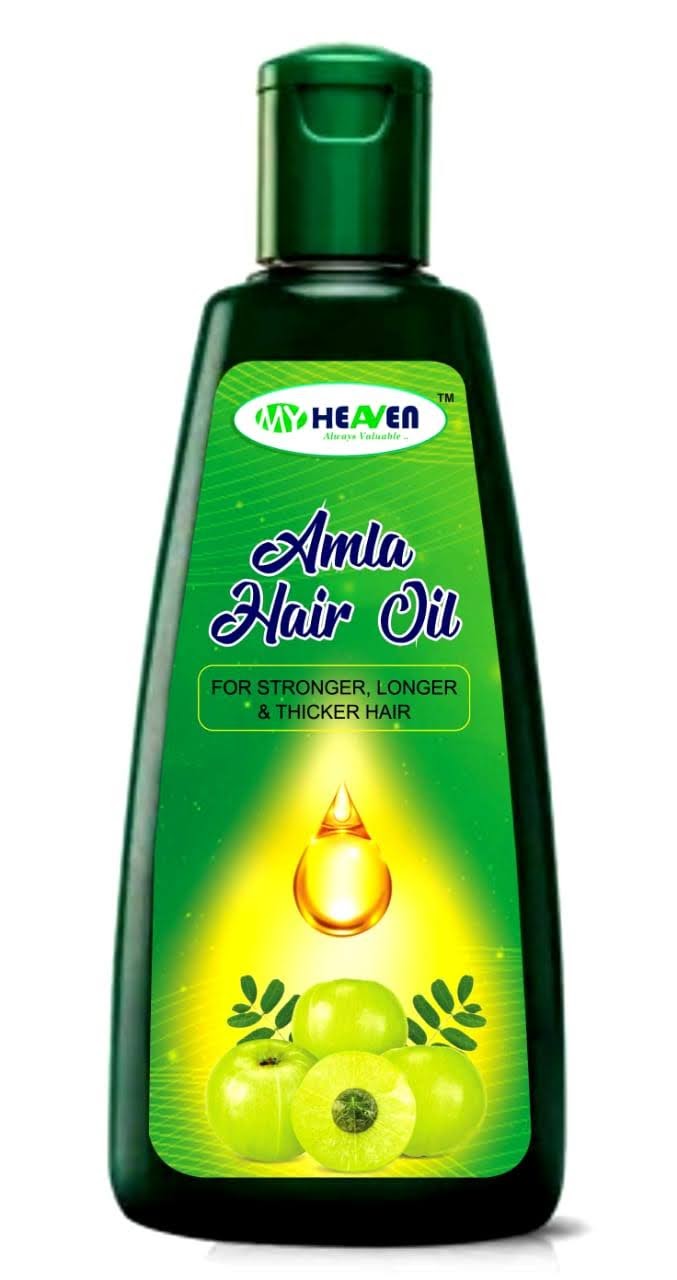 MY HEAVEN
TM
Always Valuable ..
Amla
Hair Oil
FOR STRONGER, LONGER
& THICKER HAIR